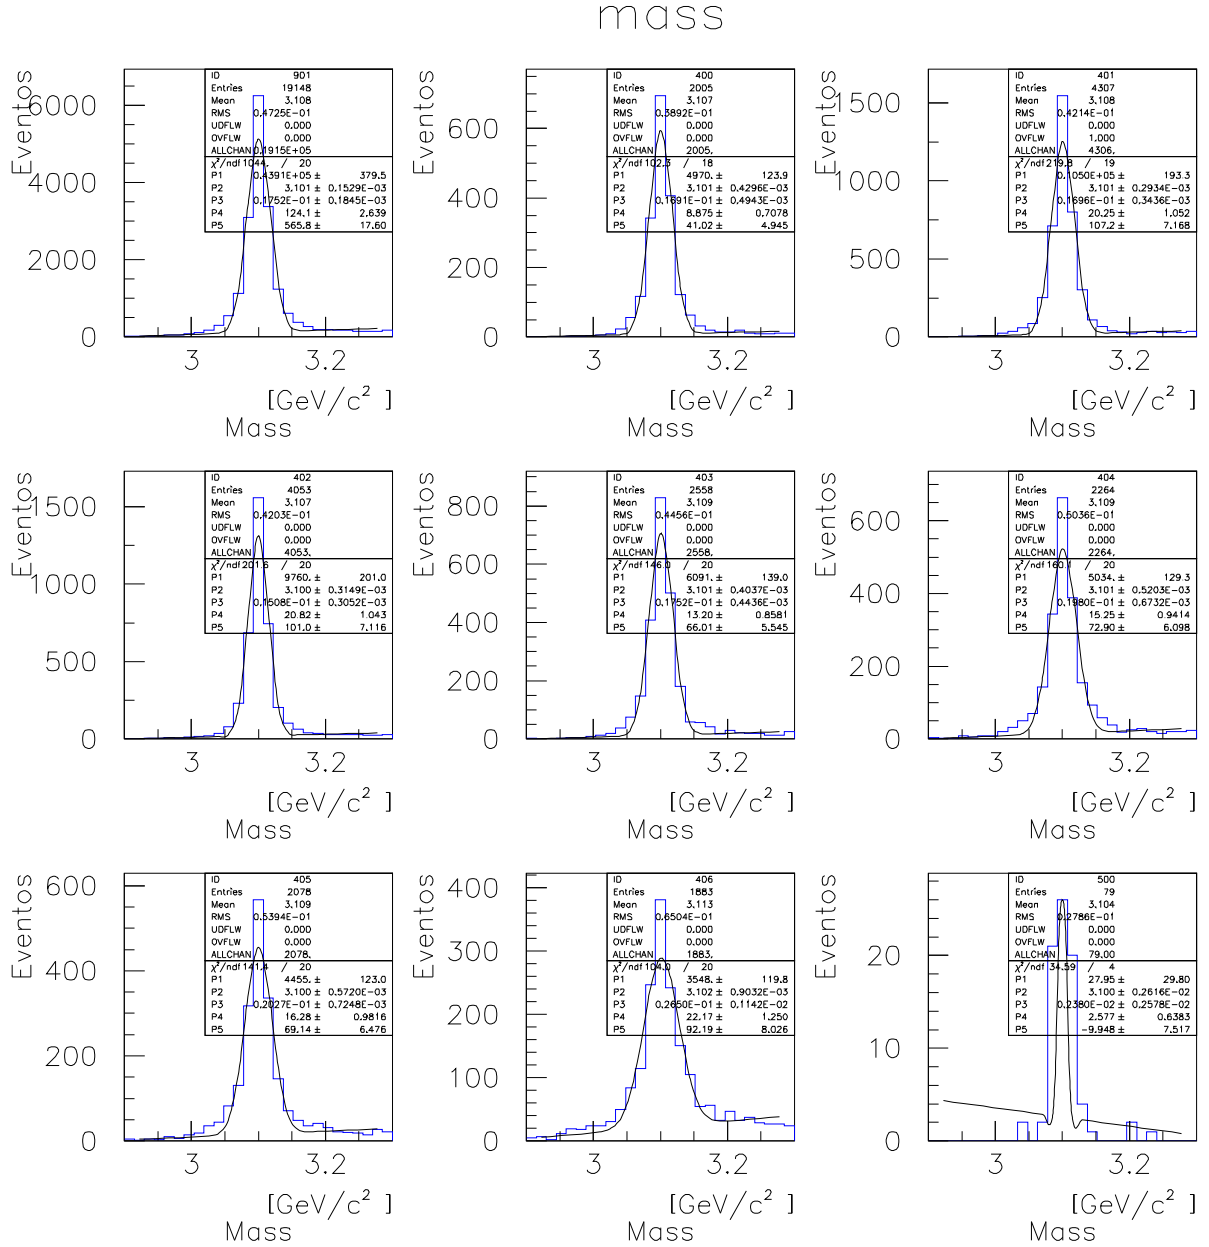 mass
Eventos
6000
4000
2000
0
3
3.2
[GeV/c² ]
Mass
ID 901
Entries 19148
Mean 3.108
RMS 0.4725E-01
UDFLW 0.000
OVFLW 0.000
ALLCHAN 0.1915E+05
χ²/ndf 1044. / 20
P1 0.4391E+05 ± 379.5
P2 3.101 ± 0.1529E-03
P3 0.1752E-01 ± 0.1845E-03
P4 124.1 ± 2.639
P5 565.8 ± 17.60
Eventos
600
400
200
0
3
3.2
[GeV/c² ]
Mass
ID 400
Entries 2005
Mean 3.107
RMS 0.3892E-01
UDFLW 0.000
OVFLW 0.000
ALLCHAN 2005.
χ²/ndf 102.3 / 18
P1 4970. ± 123.9
P2 3.101 ± 0.4296E-03
P3 0.1691E-01 ± 0.4943E-03
P4 8.875 ± 0.7078
P5 41.02 ± 4.945
Eventos
1500
1000
500
0
3
3.2
[GeV/c² ]
Mass
ID 401
Entries 4307
Mean 3.108
RMS 0.4214E-01
UDFLW 0.000
OVFLW 1.000
ALLCHAN 4306.
χ²/ndf 219.8 / 19
P1 0.1050E+05 ± 193.3
P2 3.101 ± 0.2934E-03
P3 0.1696E-01 ± 0.3436E-03
P4 20.25 ± 1.052
P5 107.2 ± 7.168
Eventos
1500
1000
500
0
3
3.2
[GeV/c² ]
Mass
ID 402
Entries 4053
Mean 3.107
RMS 0.4203E-01
UDFLW 0.000
OVFLW 0.000
ALLCHAN 4053.
χ²/ndf 201.6 / 20
P1 9760. ± 201.0
P2 3.100 ± 0.3149E-03
P3 0.1508E-01 ± 0.3052E-03
P4 20.82 ± 1.043
P5 101.0 ± 7.116
Eventos
800
600
400
200
0
3
3.2
[GeV/c² ]
Mass
ID 403
Entries 2558
Mean 3.109
RMS 0.4456E-01
UDFLW 0.000
OVFLW 0.000
ALLCHAN 2558.
χ²/ndf 146.0 / 20
P1 6091. ± 139.0
P2 3.101 ± 0.4037E-03
P3 0.1752E-01 ± 0.4436E-03
P4 13.20 ± 0.8581
P5 66.01 ± 5.545
Eventos
600
400
200
0
3
3.2
[GeV/c² ]
Mass
ID 404
Entries 2264
Mean 3.109
RMS 0.5036E-01
UDFLW 0.000
OVFLW 0.000
ALLCHAN 2264.
χ²/ndf 160.1 / 20
P1 5034. ± 129.3
P2 3.101 ± 0.5203E-03
P3 0.1980E-01 ± 0.6732E-03
P4 15.25 ± 0.9414
P5 72.90 ± 6.098
Eventos
600
400
200
0
3
3.2
[GeV/c² ]
Mass
ID 405
Entries 2078
Mean 3.109
RMS 0.5394E-01
UDFLW 0.000
OVFLW 0.000
ALLCHAN 2078.
χ²/ndf 141.4 / 20
P1 4455. ± 123.0
P2 3.100 ± 0.5720E-03
P3 0.2027E-01 ± 0.7248E-03
P4 16.28 ± 0.9816
P5 69.14 ± 6.476
Eventos
400
300
200
100
0
3
3.2
[GeV/c² ]
Mass
ID 406
Entries 1883
Mean 3.113
RMS 0.6504E-01
UDFLW 0.000
OVFLW 0.000
ALLCHAN 1883.
χ²/ndf 104.0 / 20
P1 3548. ± 119.8
P2 3.102 ± 0.9032E-03
P3 0.2650E-01 ± 0.1142E-02
P4 22.17 ± 1.250
P5 92.19 ± 8.026
Eventos
20
10
0
3
3.2
[GeV/c² ]
Mass
ID 500
Entries 79
Mean 3.104
RMS 0.2786E-01
UDFLW 0.000
OVFLW 0.000
ALLCHAN 79.00
χ²/ndf 34.59 / 4
P1 27.95 ± 29.80
P2 3.100 ± 0.2616E-02
P3 0.2380E-02 ± 0.2578E-02
P4 2.577 ± 0.6383
P5 -9.948 ± 7.517